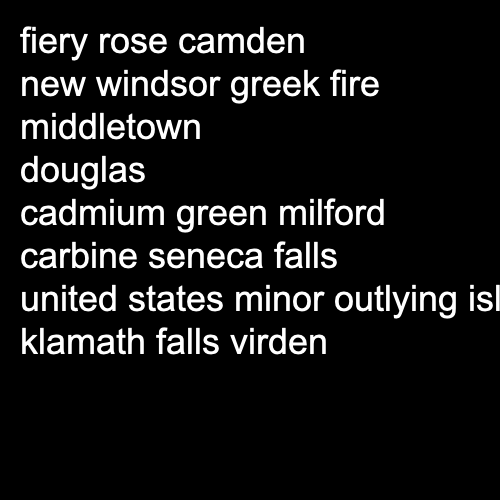 fiery rose camden
new windsor greek fire
middletown
douglas
cadmium green milford
carbine seneca falls
united states minor outlying
klamath falls virden